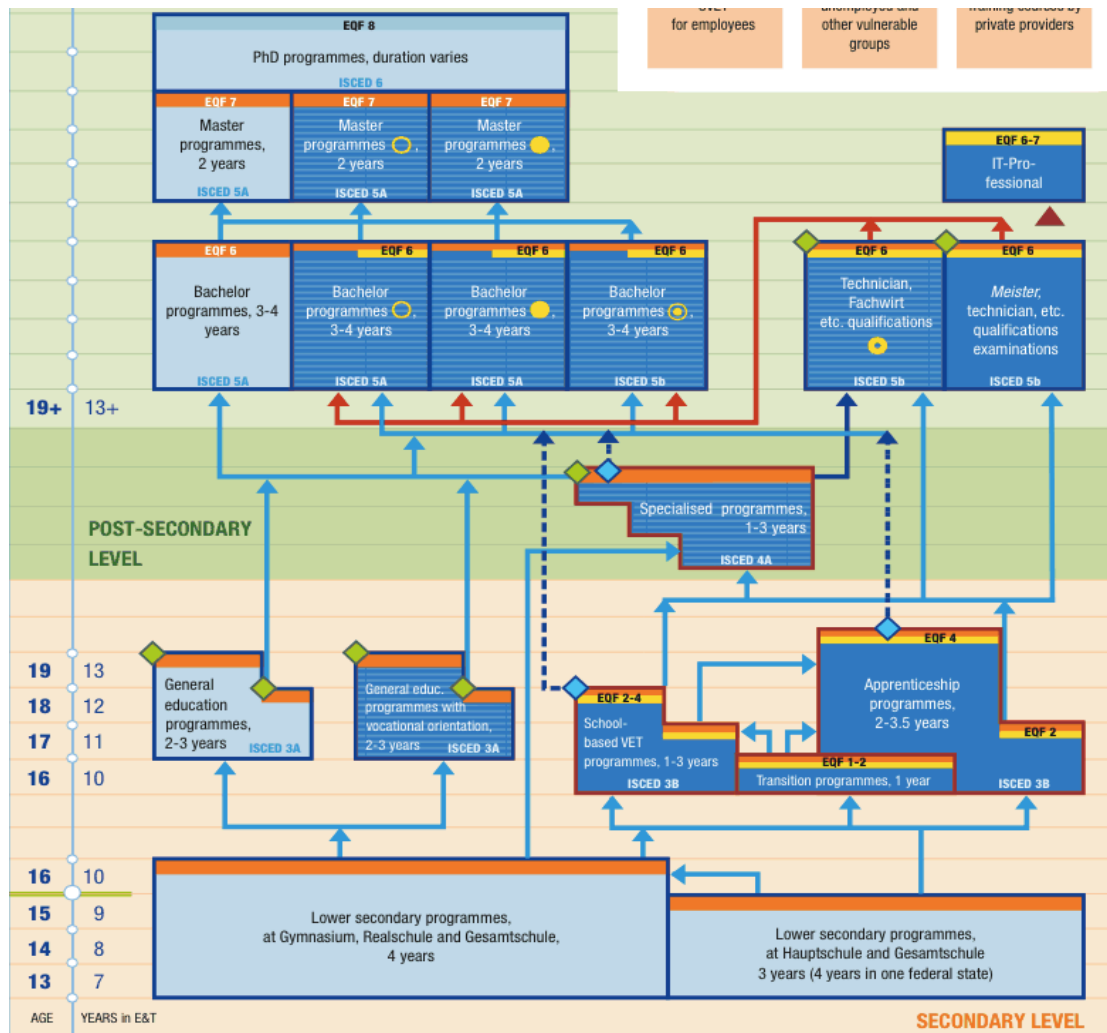 for employees
unemployed and
other vulnerable
groups
training courses by
private providers
EQF 8
PhD programmes, duration varies
ISCED 6
EQF 7
Master
programmes,
2 years
ISCED 5A
EQF 7
Master
programmes ,
2 years
ISCED 5A
EQF 7
Master
programmes ,
2 years
ISCED 5A
EQF 6-7
IT-Pro-
fessional
EQF 6
Bachelor
programmes, 3-4
years
ISCED 5A
EQF 6
Bachelor
programmes ,
3-4 years
ISCED 5A
EQF 6
Bachelor
programmes ,
3-4 years
ISCED 5A
EQF 6
Bachelor
programmes ,
3-4 years
ISCED 5b
EQF 6
Technician,
Fachwirt
etc. qualifications
ISCED 5b
EQF 6
Meister,
technician, etc.
qualifications
examinations
ISCED 5b
19+ 13+
POST-SECONDARY
LEVEL
Specialised programmes,
1-3 years
ISCED 4A
19 13
18 12
17 11
16 10
General
education
programmes,
2-3 years
ISCED 3A
General educ.
programmes with
vocational orientation,
2-3 years
ISCED 3A
EQF 2-4
School-
based VET
programmes, 1-3 years
ISCED 3B
EQF 1-2
Transition programmes, 1 year
EQF 4
Apprenticeship
programmes,
2-3.5 years
EQF 2
ISCED 3B
16 10
15 9
14 8
13 7
Lower secondary programmes,
at Gymnasium, Realschule and Gesamtschule,
4 years
Lower secondary programmes,
at Hauptschule and Gesamtschule
3 years (4 years in one federal state)
AGE YEARS in E&T
SECONDARY LEVEL